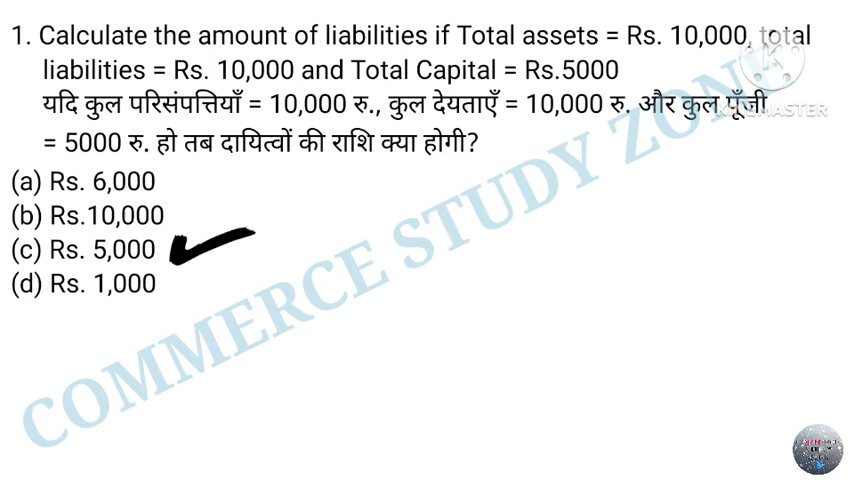 1. Calculate the amount of liabilities if Total assets = Rs. 10,000, total
liabilities = Rs. 10,000 and Total Capital = Rs.5000
यदि कुल परिसंपत्तियाँ = 10,000 रु., कुल देयताएँ = 10,000 रु. और कुल पूँजी
= 5000 रु. हो तब दायित्वों की राशि क्या होगी?
(a) Rs. 6,000
(b) Rs.10,000
(c) Rs. 5,000
(d) Rs. 1,000
COMMERCE STUDY ZONE